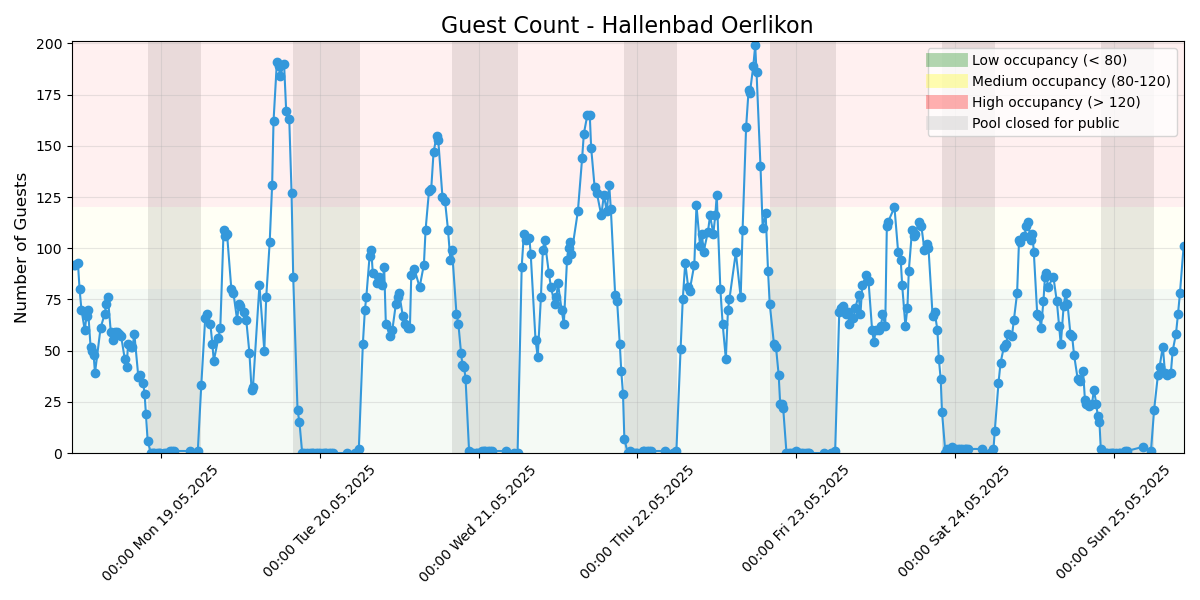 Guest Count - Hallenbad Oerlikon
Number of Guests
200
175
150
125
100
75
50
25
0
Low occupancy (< 80)
Medium occupancy (80-120)
High occupancy (> 120)
Pool closed for public
00:00 Mon 19.05.2025
00:00 Tue 20.05.2025
00:00 Wed 21.05.2025
00:00 Thu 22.05.2025
00:00 Fri 23.05.2025
00:00 Sat 24.05.2025
00:00 Sun 25.05.2025